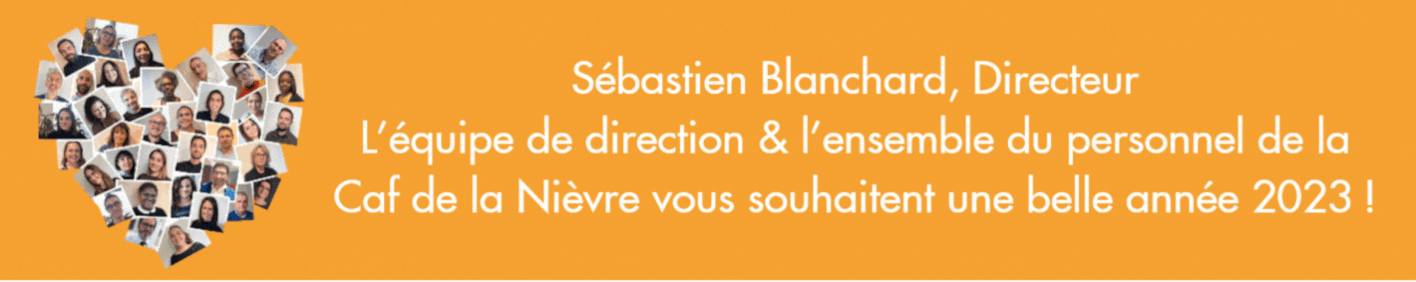 Sébastien Blanchard, Directeur
L'équipe de direction & l'ensemble du personnel de la
Caf de la Nièvre vous souhaitent une belle année 2023 !